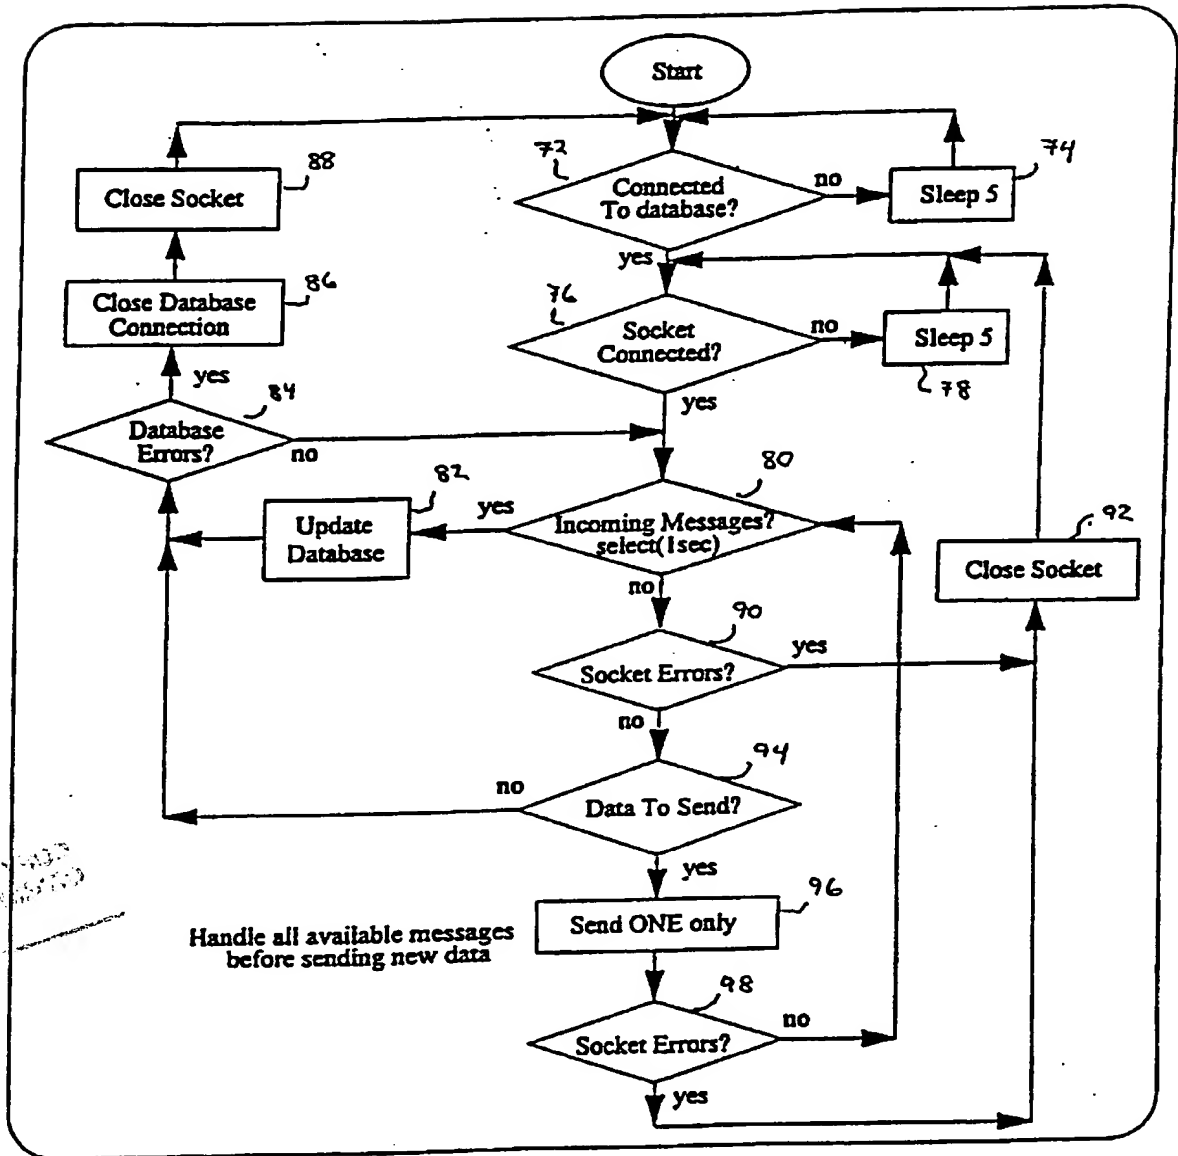 Start
72
Connected
To database?
no
74
Sleep 5
88
Close Socket
yes
86
Close Database
Connection
76
Socket
Connected?
no
Sleep 5
78
yes
yes
84
Database
Errors?
no
82
Update
Database
yes
80
Incoming Messages?
select(1sec)
no
92
Close Socket
90
Socket Errors?
yes
no
94
Data To Send?
no
yes
96
Send ONE only
Handle all available messages
before sending new data
98
Socket Errors?
no
yes